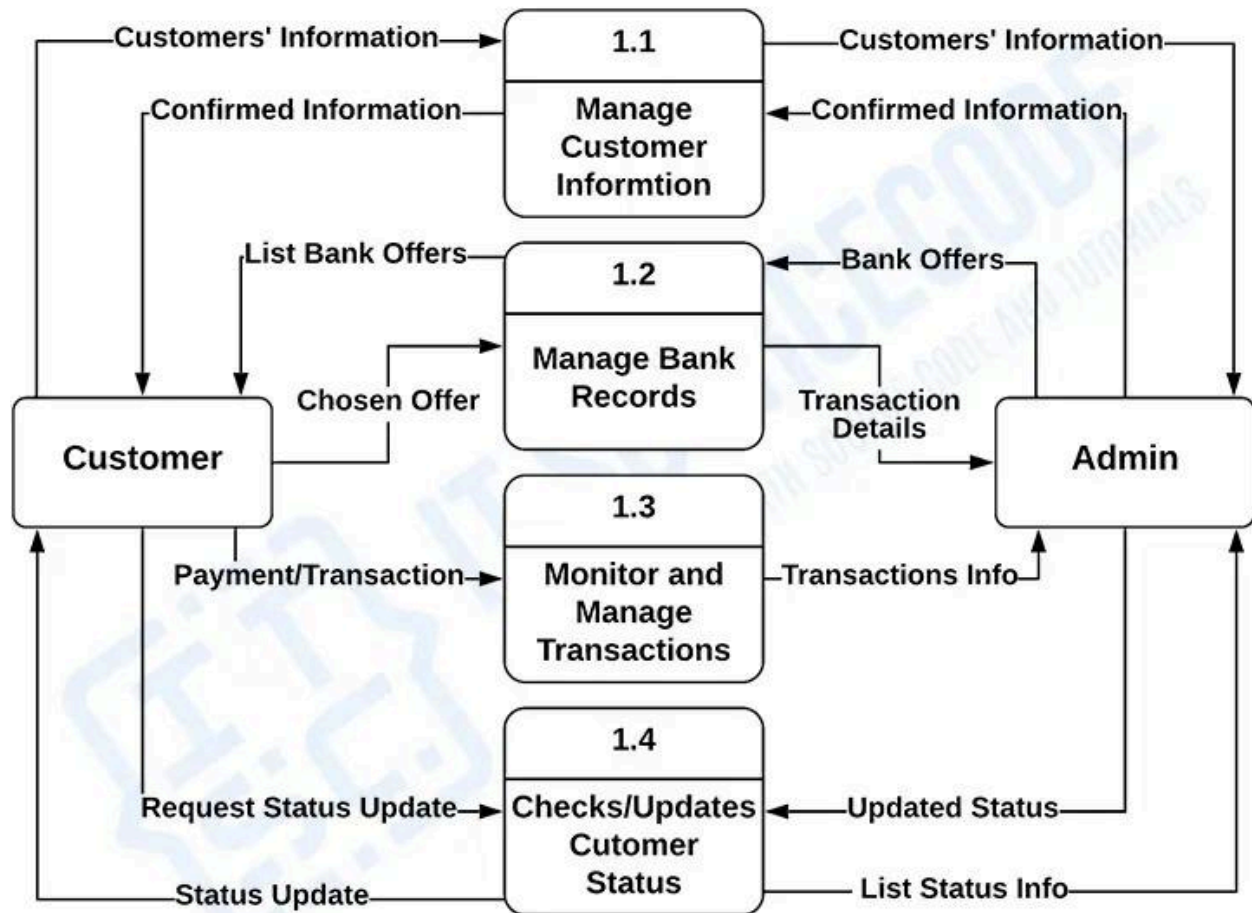 Customers' Information
1.1
Customers' Information
Confirmed Information
Manage
Customer
Informtion
Confirmed Information
List Bank Offers
1.2
Bank Offers
Chosen Offer
Manage Bank
Records
Transaction
Details
Customer
Admin
1.3
Payment/Transaction
Monitor and
Manage
Transactions
Transactions Info
1.4
Request Status Update
Checks/Updates
Cutomer
Status
Updated Status
Status Update
List Status Info